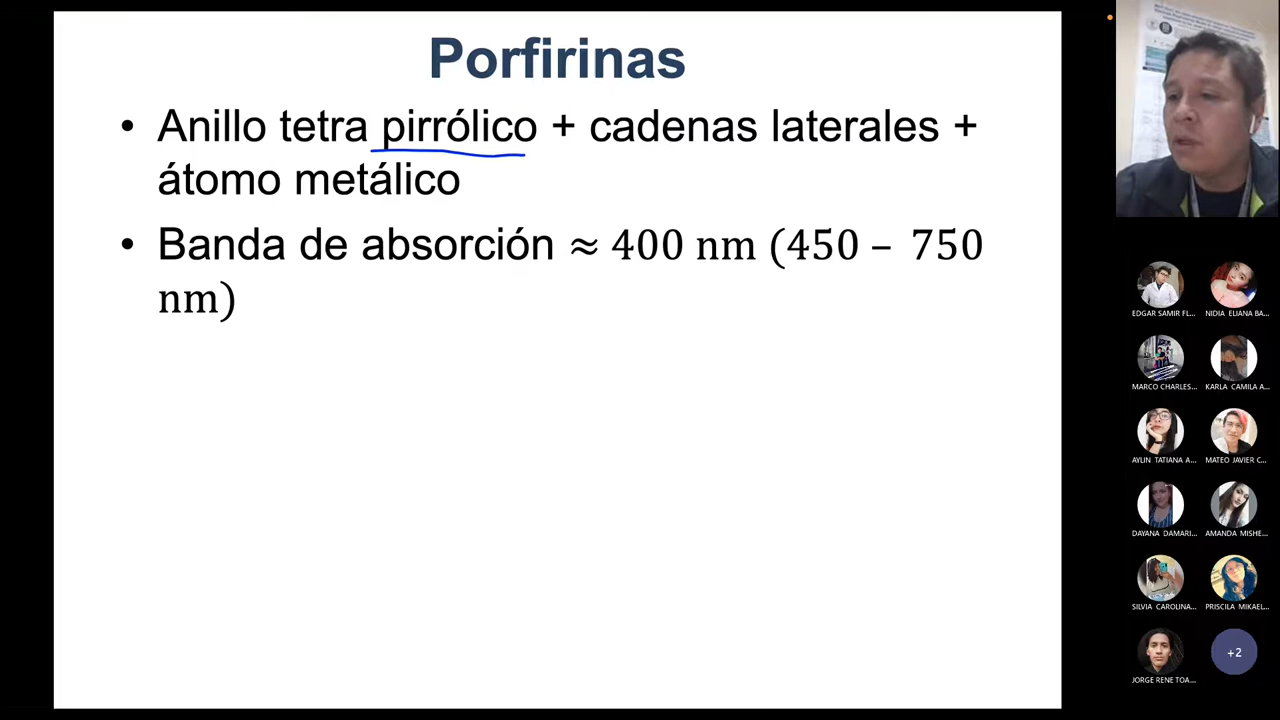 Porfirinas
• Anillo tetra pirrólico + cadenas laterales +
átomo metálico
• Banda de absorción ≈ 400 nm (450 – 750
nm)
EDGAR SAMIR FL...
NIDIA ELIANA BA...
MARCO CHARLES...
KARLA CAMILA A...
AYLIN TATIANA A...
MATEO JAVIER C...
DAYANA DAMARI...
AMANDA MISHE...
SILVIA CAROLINA...
PRISCILA MIKAEL...
JORGE RENE TOA...
+2